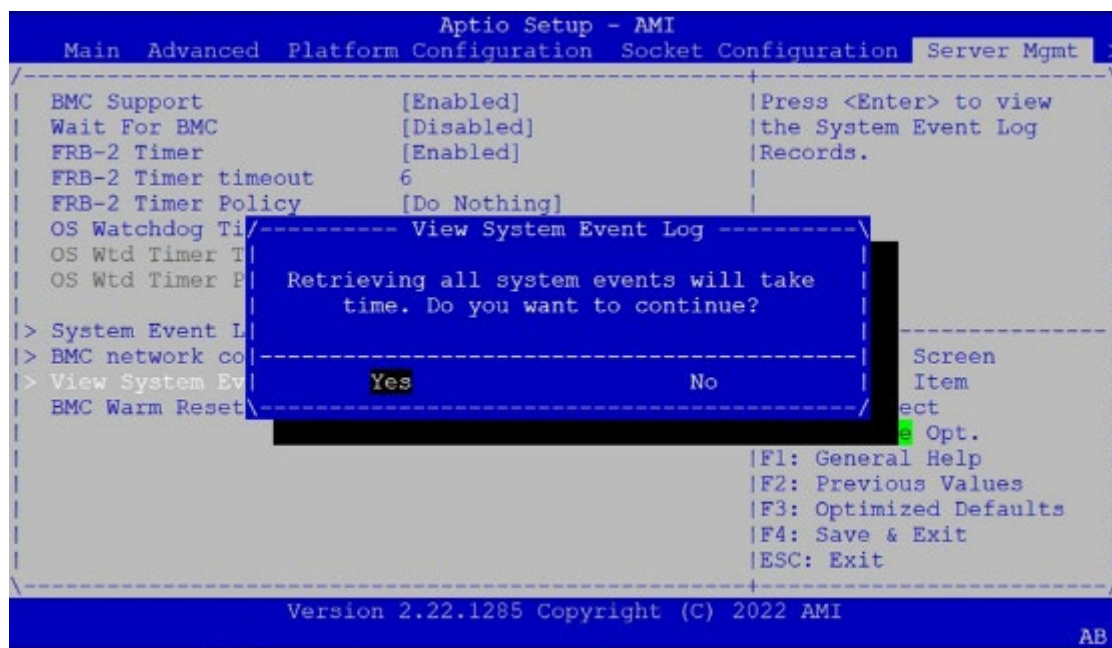 Aptio Setup - AMI
Main Advanced Platform Configuration Socket Configuration Server Mgmt
BMC Support [Enabled]
Wait For BMC [Disabled]
FRB-2 Timer [Enabled]
FRB-2 Timer timeout 6
FRB-2 Timer Policy [Do Nothing]
OS Watchdog Ti
OS Wtd Timer T
OS Wtd Timer P
> System Event L
> BMC network co
> View System Ev
BMC Warm Reset
View System Event Log
Retrieving all system events will take
time. Do you want to continue?
Yes No
Press <Enter> to view
the System Event Log
Records.
Screen
Item
ect
e Opt.
F1: General Help
F2: Previous Values
F3: Optimized Defaults
F4: Save & Exit
ESC: Exit
Version 2.22.1285 Copyright (C) 2022 AMI
AB